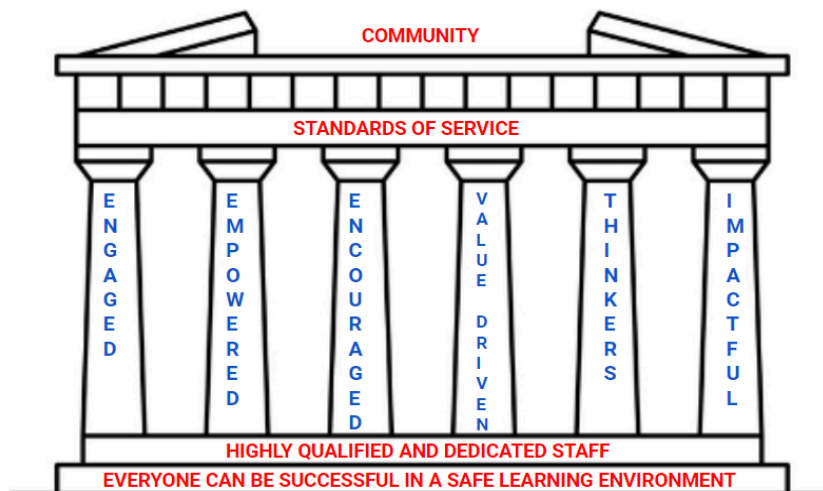 COMMUNITY
STANDARDS OF SERVICE
ENGAGED
EMPOWERED
ENCOURAGED
VALUE DRIVEN
THINKERS
IMPACTFUL
HIGHLY QUALIFIED AND DEDICATED STAFF
EVERYONE CAN BE SUCCESSFUL IN A SAFE LEARNING ENVIRONMENT